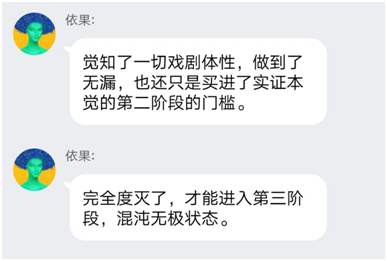 依果:
觉知了一切戏剧体性，做到了
无漏，也还只是买进了实证本
觉的第二阶段的门槛。
依果:
完全度灭了，才能进入第三阶
段，混沌无极状态。